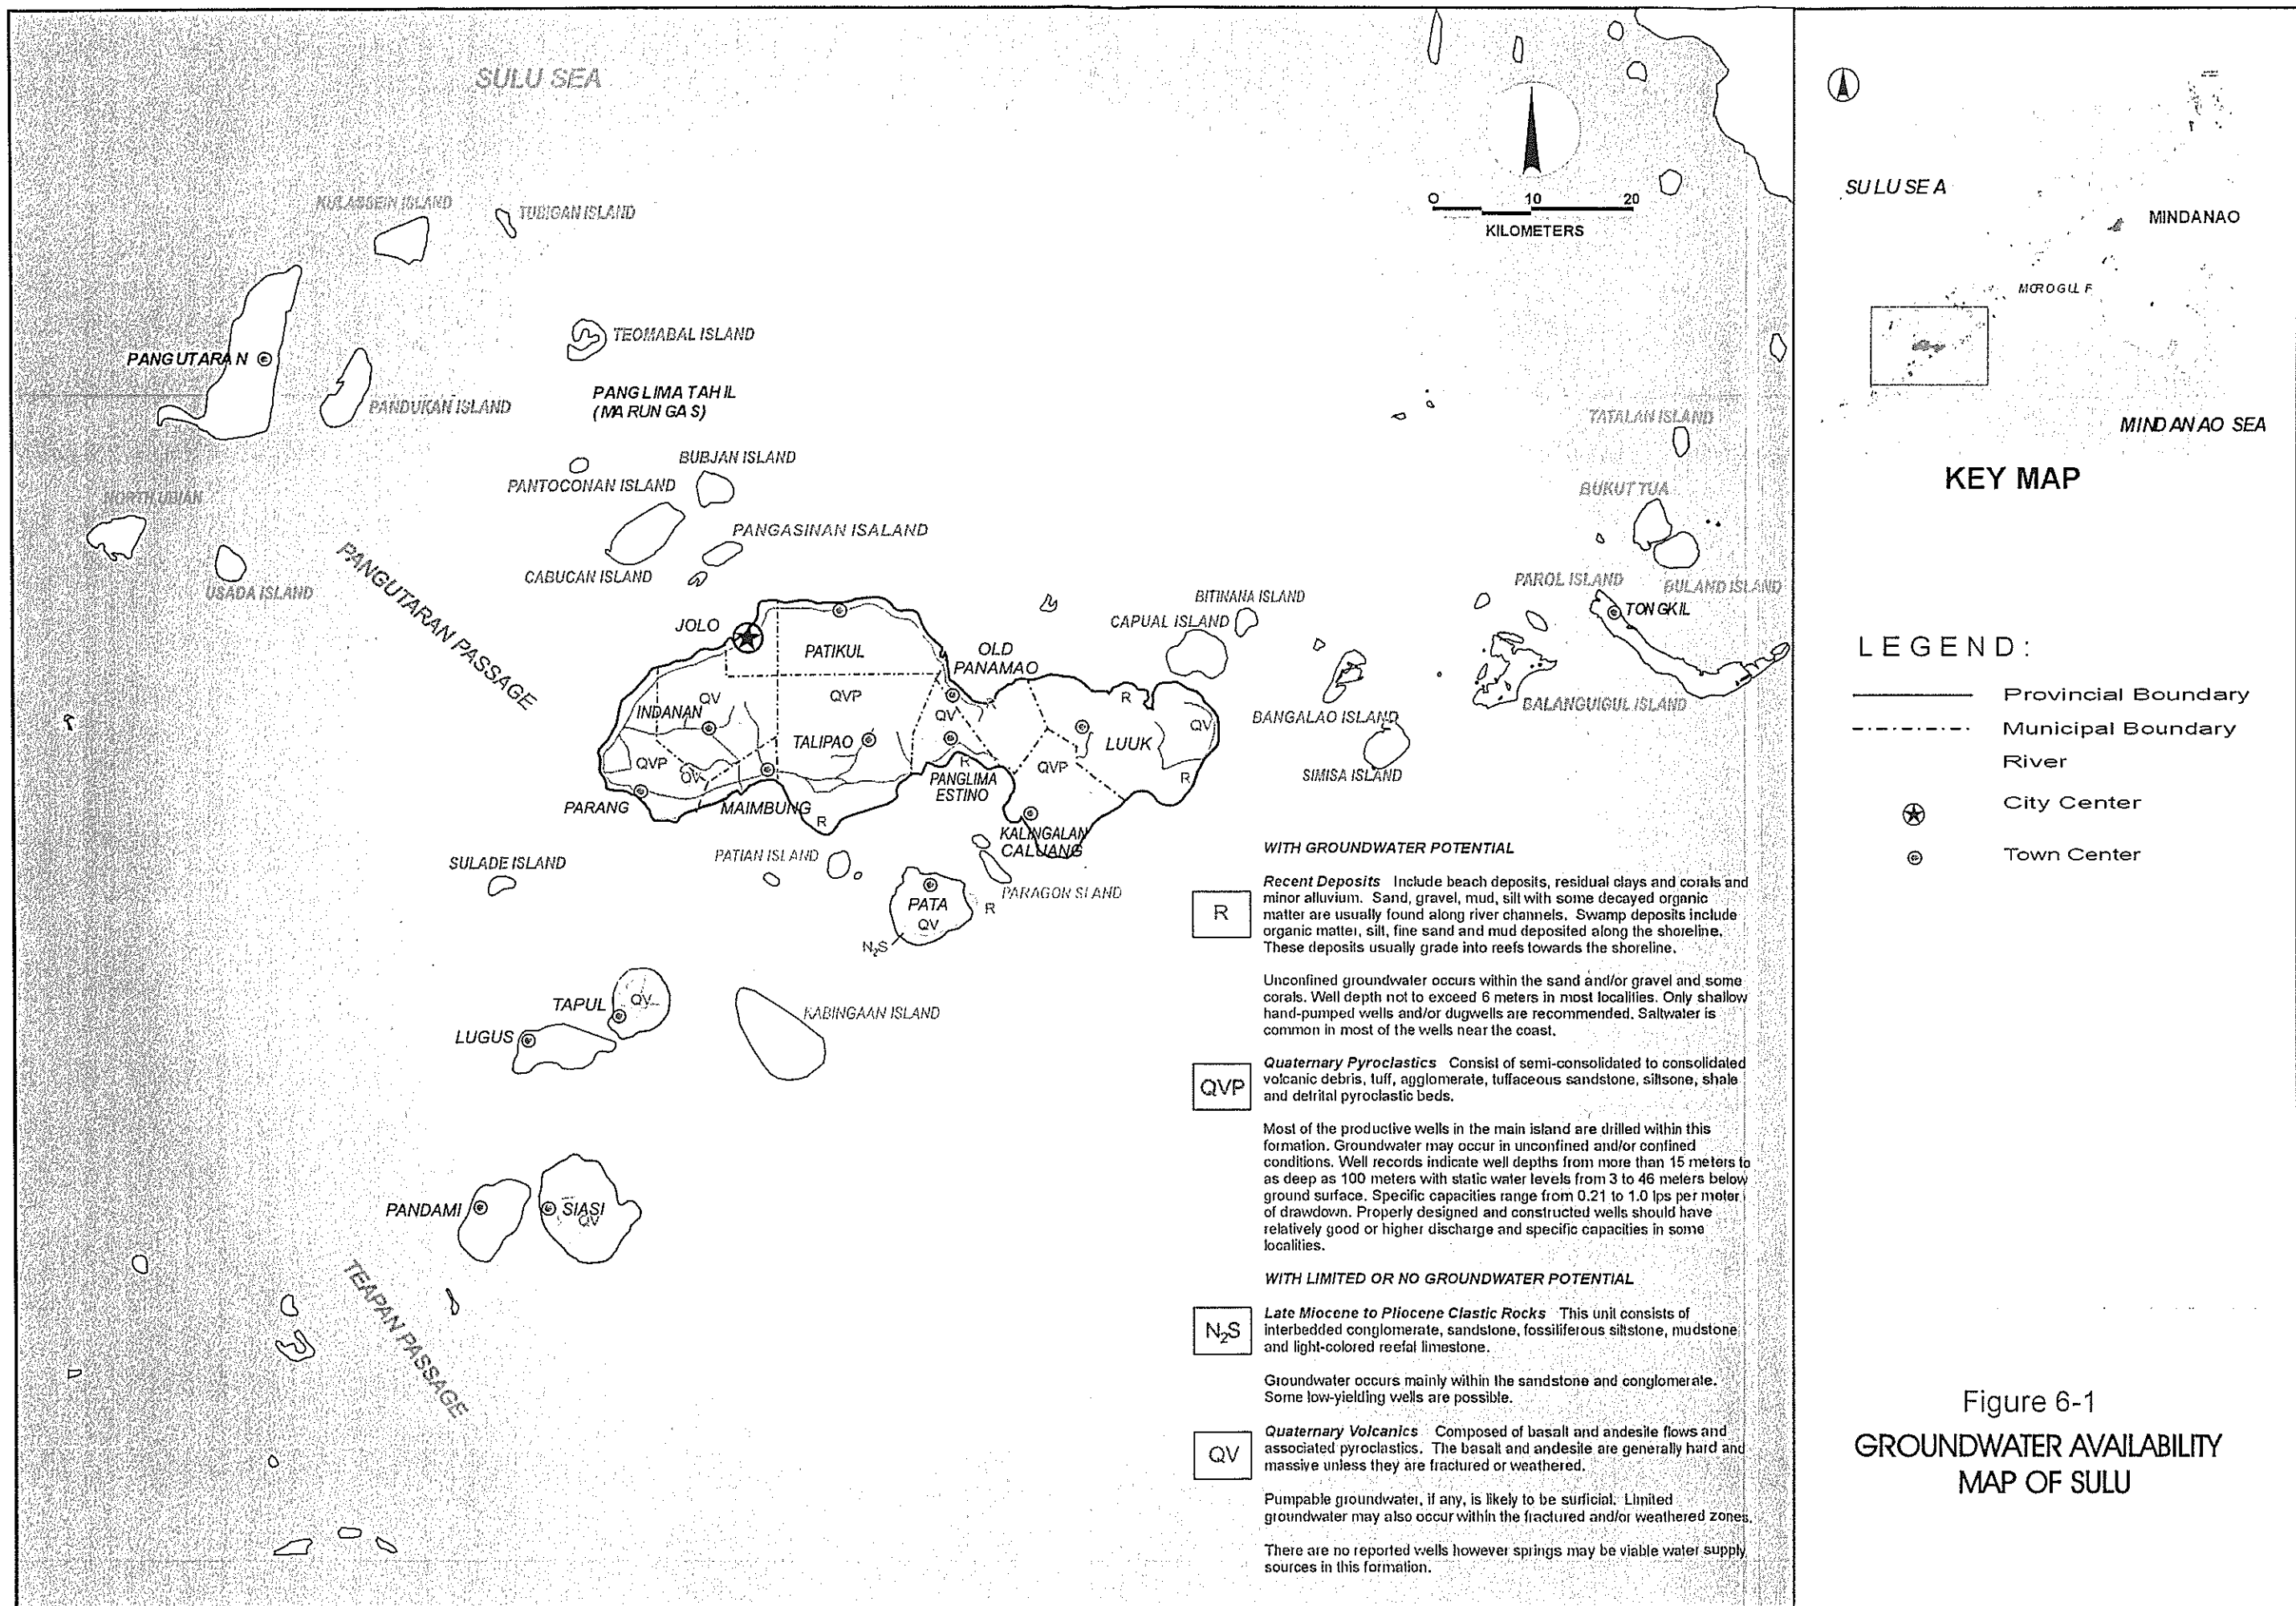 SULU SEA
0 10 20
KILOMETERS
KULASSEIN ISLAND
TUBIGAN ISLAND
TEOMABAL ISLAND
PANGUTARAN
PANDUKAN ISLAND
PANGLIMA TAHIL
(MARUNGAS)
TATALAN ISLAND
BUBJAN ISLAND
PANTOCONAN ISLAND
BUKUT TUA
NORTH UBIAN
PANGASINAN ISALAND
PANGUTARAN PASSAGE
CABUCAN ISLAND
USADA ISLAND
PAROL ISLAND
BULAND ISLAND
BITINANA ISLAND
TONGKIL
CAPUAL ISLAND
JOLO
PATIKUL
OLD
PANAMAO
QV
QVP
R
R
INDANAN
QV
QV
BANGALAO ISLAND
BALANGUIGUL ISLAND
TALIPAO
LUUK
QVP
QV
R
QVP
R
SIMISA ISLAND
PANGLIMA
ESTINO
PARANG
MAIMBUNG
R
KALINGALAN
CALUANG
PATIAN ISLAND
SULADE ISLAND
PARAGON SLAND
PATA
R
QV
N₂S
TAPUL
QV
LUGUS
KABINGAAN ISLAND
PANDAMI
SIASI
QV
TEAPAN PASSAGE
WITH GROUNDWATER POTENTIAL
R
Recent Deposits Include beach deposits, residual clays and corals and
minor alluvium. Sand, gravel, mud, silt with some decayed organic
matter are usually found along river channels. Swamp deposits include
organic matter, silt, fine sand and mud deposited along the shoreline.
These deposits usually grade into reefs towards the shoreline.
Unconfined groundwater occurs within the sand and/or gravel and some
corals. Well depth not to exceed 6 meters in most localities. Only shallow
hand-pumped wells and/or dugwells are recommended. Saltwater is
common in most of the wells near the coast.
QVP
Quaternary Pyroclastics Consist of semi-consolidated to consolidated
volcanic debris, tuff, agglomerate, tuffaceous sandstone, siltsone, shale
and detrital pyroclastic beds.
Most of the productive wells in the main island are drilled within this
formation. Groundwater may occur in unconfined and/or confined
conditions. Well records indicate well depths from more than 15 meters to
as deep as 100 meters with static water levels from 3 to 46 meters below
ground surface. Specific capacities range from 0.21 to 1.0 lps per meter
of drawdown. Properly designed and constructed wells should have
relatively good or higher discharge and specific capacities in some
localities.
WITH LIMITED OR NO GROUNDWATER POTENTIAL
N₂S
Late Miocene to Pliocene Clastic Rocks This unit consists of
interbedded conglomerate, sandstone, fossiliferous siltstone, mudstone
and light-colored reefal limestone.
Groundwater occurs mainly within the sandstone and conglomerate.
Some low-yielding wells are possible.
QV
Quaternary Volcanics Composed of basalt and andesite flows and
associated pyroclastics. The basalt and andesite are generally hard and
massive unless they are fractured or weathered.
Pumpable groundwater, if any, is likely to be surficial. Limited
groundwater may also occur within the fractured and/or weathered zones.
There are no reported wells however springs may be viable water supply
sources in this formation.
SULU SEA
MINDANAO
MORO GULF
MINDANAO SEA
KEY MAP
LEGEND:
Provincial Boundary
Municipal Boundary
River
City Center
Town Center
Figure 6-1
GROUNDWATER AVAILABILITY
MAP OF SULU